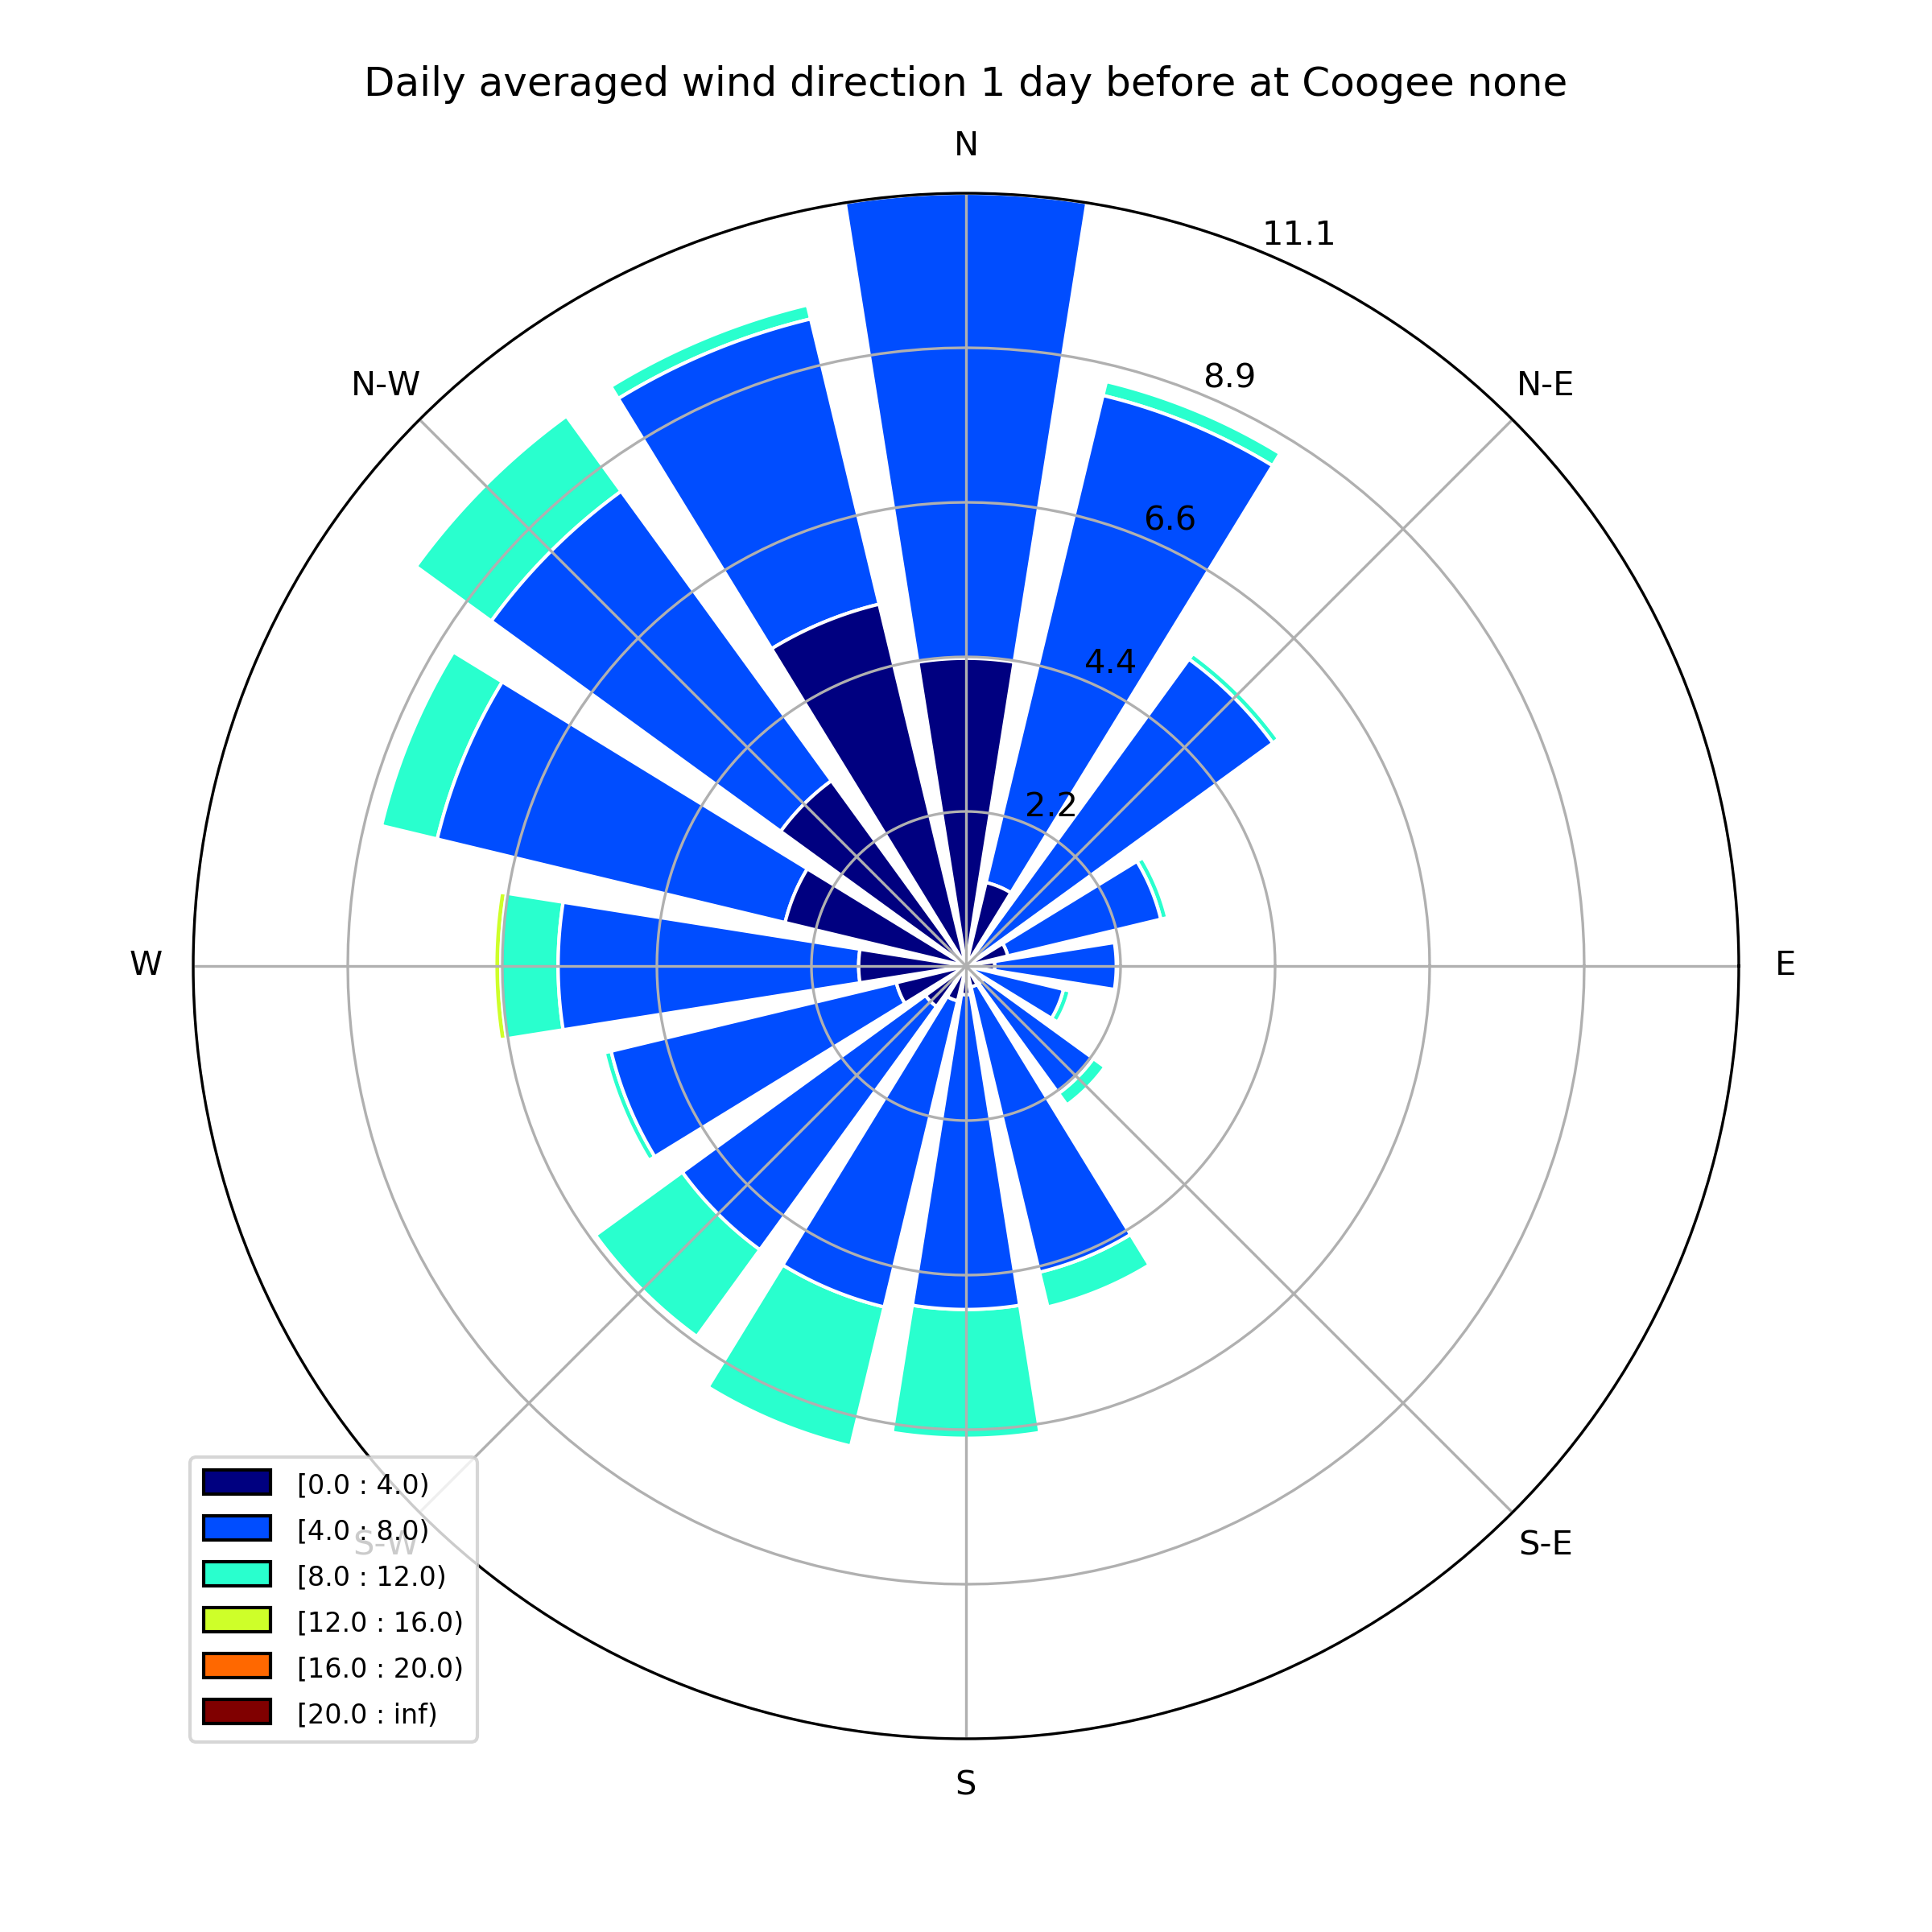 Daily averaged wind direction 1 day before at Coogee none
N
11.1
N-W
8.9
N-E
6.6
4.4
2.2
W
E
[0.0 : 4.0)
[4.0 : 8.0)
S-W
S-E
[8.0 : 12.0)
[12.0 : 16.0)
[16.0 : 20.0)
[20.0 : inf)
S